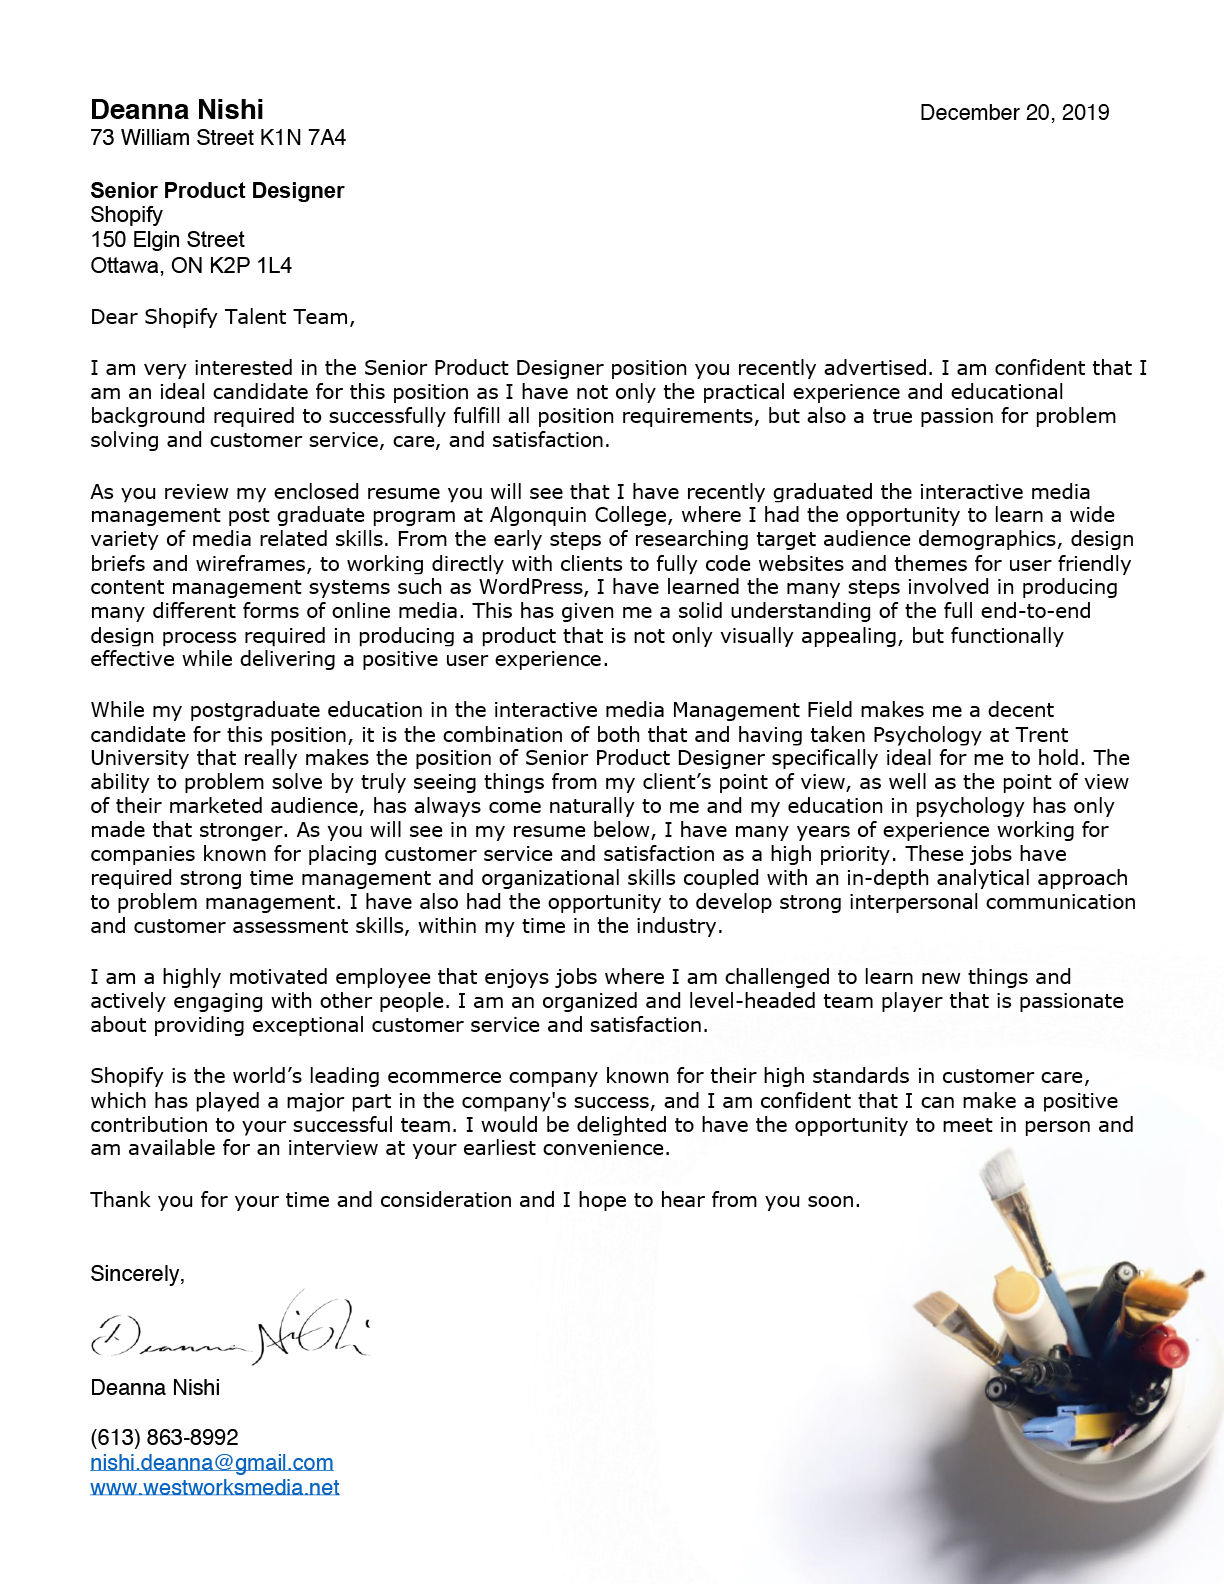 Deanna Nishi
December 20, 2019
73 William Street K1N 7A4
Senior Product Designer
Shopify
150 Elgin Street
Ottawa, ON K2P 1L4
Dear Shopify Talent Team,
I am very interested in the Senior Product Designer position you recently advertised. I am confident that I
am an ideal candidate for this position as I have not only the practical experience and educational
background required to successfully fulfill all position requirements, but also a true passion for problem
solving and customer service, care, and satisfaction.
As you review my enclosed resume you will see that I have recently graduated the interactive media
management post graduate program at Algonquin College, where I had the opportunity to learn a wide
variety of media related skills. From the early steps of researching target audience demographics, design
briefs and wireframes, to working directly with clients to fully code websites and themes for user friendly
content management systems such as WordPress, I have learned the many steps involved in producing
many different forms of online media. This has given me a solid understanding of the full end-to-end
design process required in producing a product that is not only visually appealing, but functionally
effective while delivering a positive user experience.
While my postgraduate education in the interactive media Management Field makes me a decent
candidate for this position, it is the combination of both that and having taken Psychology at Trent
University that really makes the position of Senior Product Designer specifically ideal for me to hold. The
ability to problem solve by truly seeing things from my client’s point of view, as well as the point of view
of their marketed audience, has always come naturally to me and my education in psychology has only
made that stronger. As you will see in my resume below, I have many years of experience working for
companies known for placing customer service and satisfaction as a high priority. These jobs have
required strong time management and organizational skills coupled with an in-depth analytical approach
to problem management. I have also had the opportunity to develop strong interpersonal communication
and customer assessment skills, within my time in the industry.
I am a highly motivated employee that enjoys jobs where I am challenged to learn new things and
actively engaging with other people. I am an organized and level-headed team player that is passionate
about providing exceptional customer service and satisfaction.
Shopify is the world’s leading ecommerce company known for their high standards in customer care,
which has played a major part in the company's success, and I am confident that I can make a positive
contribution to your successful team. I would be delighted to have the opportunity to meet in person and
am available for an interview at your earliest convenience.
Thank you for your time and consideration and I hope to hear from you soon.
Sincerely,
Deanna Nishi
Deanna Nishi
(613) 863-8992
nishi.deanna@gmail.com
www.westworksmedia.net